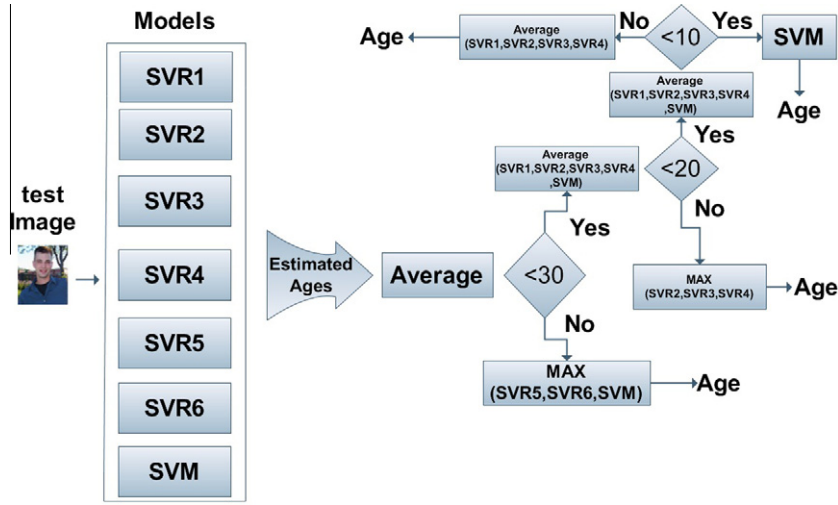 Models
SVR1
SVR2
SVR3
SVR4
SVR5
SVR6
SVM
test
Image
Estimated
Ages
Average
<30
Yes
Average
(SVR1,SVR2,SVR3,SVR4
,SVM)
No
MAX
(SVR5,SVR6,SVM)
Age
<20
Yes
Average
(SVR1,SVR2,SVR3,SVR4
,SVM)
No
MAX
(SVR2,SVR3,SVR4)
Age
<10
Yes
SVM
Age
No
Average
(SVR1,SVR2,SVR3,SVR4)
Age